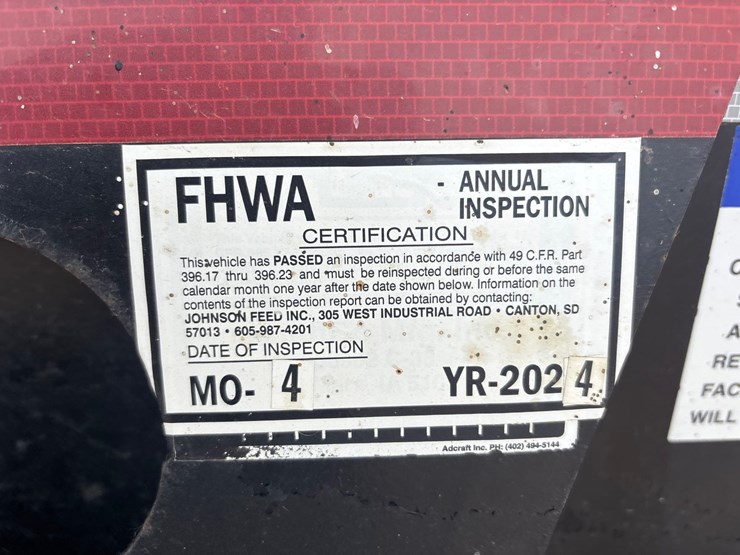 FHWA - ANNUAL
INSPECTION
CERTIFICATION
This vehicle has PASSED an inspection in accordance with 49 C.F.R. Part
396.17 thru 396.23 and must be reinspected during or before the same
calendar month one year after the date shown below. Information on the
contents of the inspection report can be obtained by contacting:
JOHNSON FEED INC., 305 WEST INDUSTRIAL ROAD • CANTON, SD
57013 • 605-987-4201
DATE OF INSPECTION
MO- 4 YR-2024
Adcraft Inc. PH: (402) 494-5144
A
RE
FAC
WILL